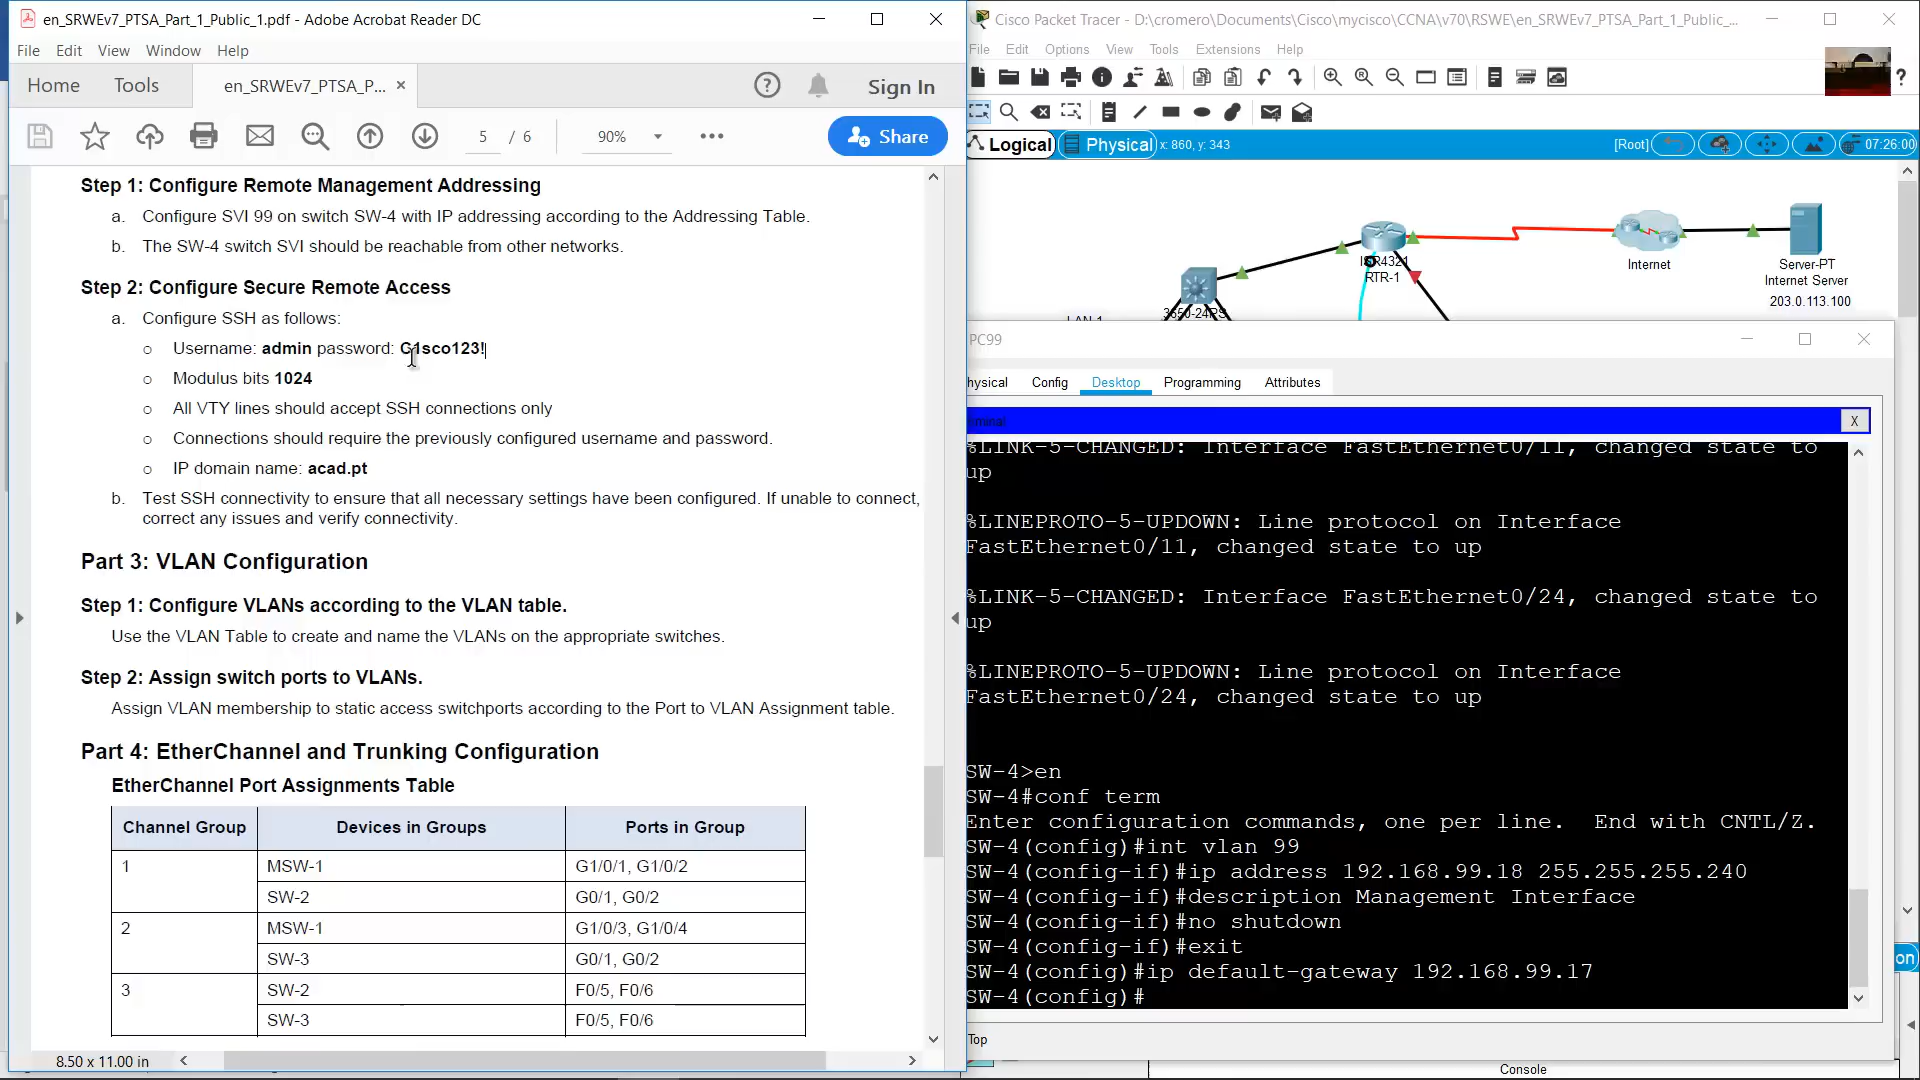 en_SRWEv7_PTSA_Part_1_Public_1.pdf - Adobe Acrobat Reader DC
File Edit View Window Help
Home Tools en_SRWEv7_PTSA_P... × Sign In
5 / 6 90% Share
Step 1: Configure Remote Management Addressing
a. Configure SVI 99 on switch SW-4 with IP addressing according to the Addressing Table.
b. The SW-4 switch SVI should be reachable from other networks.
Step 2: Configure Secure Remote Access
a. Configure SSH as follows:
o Username: admin password: C1sco123!
o Modulus bits 1024
o All VTY lines should accept SSH connections only
o Connections should require the previously configured username and password.
o IP domain name: acad.pt
b. Test SSH connectivity to ensure that all necessary settings have been configured. If unable to connect,
correct any issues and verify connectivity.
Part 3: VLAN Configuration
Step 1: Configure VLANs according to the VLAN table.
Use the VLAN Table to create and name the VLANs on the appropriate switches.
Step 2: Assign switch ports to VLANs.
Assign VLAN membership to static access switchports according to the Port to VLAN Assignment table.
Part 4: EtherChannel and Trunking Configuration
EtherChannel Port Assignments Table
Channel Group Devices in Groups Ports in Group
1 MSW-1 G1/0/1, G1/0/2
SW-2 G0/1, G0/2
2 MSW-1 G1/0/3, G1/0/4
SW-3 G0/1, G0/2
3 SW-2 F0/5, F0/6
SW-3 F0/5, F0/6
8.50 x 11.00 in
Cisco Packet Tracer - D:\cromero\Documents\Cisco\mycisco\CCNA\v70\RSWE\en_SRWEv7_PTSA_Part_1_Public_...
File Edit Options View Tools Extensions Help
Logical Physical x: 860, y: 343 [Root] 07:26:00
ISR4321
RTR-1
3650-24PS
Internet
Server-PT
Internet Server
203.0.113.100
PC99
hysical Config Desktop Programming Attributes
X
%LINK-5-CHANGED: Interface FastEthernet0/11, changed state to
up
%LINEPROTO-5-UPDOWN: Line protocol on Interface
FastEthernet0/11, changed state to up
%LINK-5-CHANGED: Interface FastEthernet0/24, changed state to
up
%LINEPROTO-5-UPDOWN: Line protocol on Interface
FastEthernet0/24, changed state to up
SW-4>en
SW-4#conf term
Enter configuration commands, one per line. End with CNTL/Z.
SW-4(config)#int vlan 99
SW-4(config-if)#ip address 192.168.99.18 255.255.255.240
SW-4(config-if)#description Management Interface
SW-4(config-if)#no shutdown
SW-4(config-if)#exit
SW-4(config)#ip default-gateway 192.168.99.17
SW-4(config)#
Top
Console
on